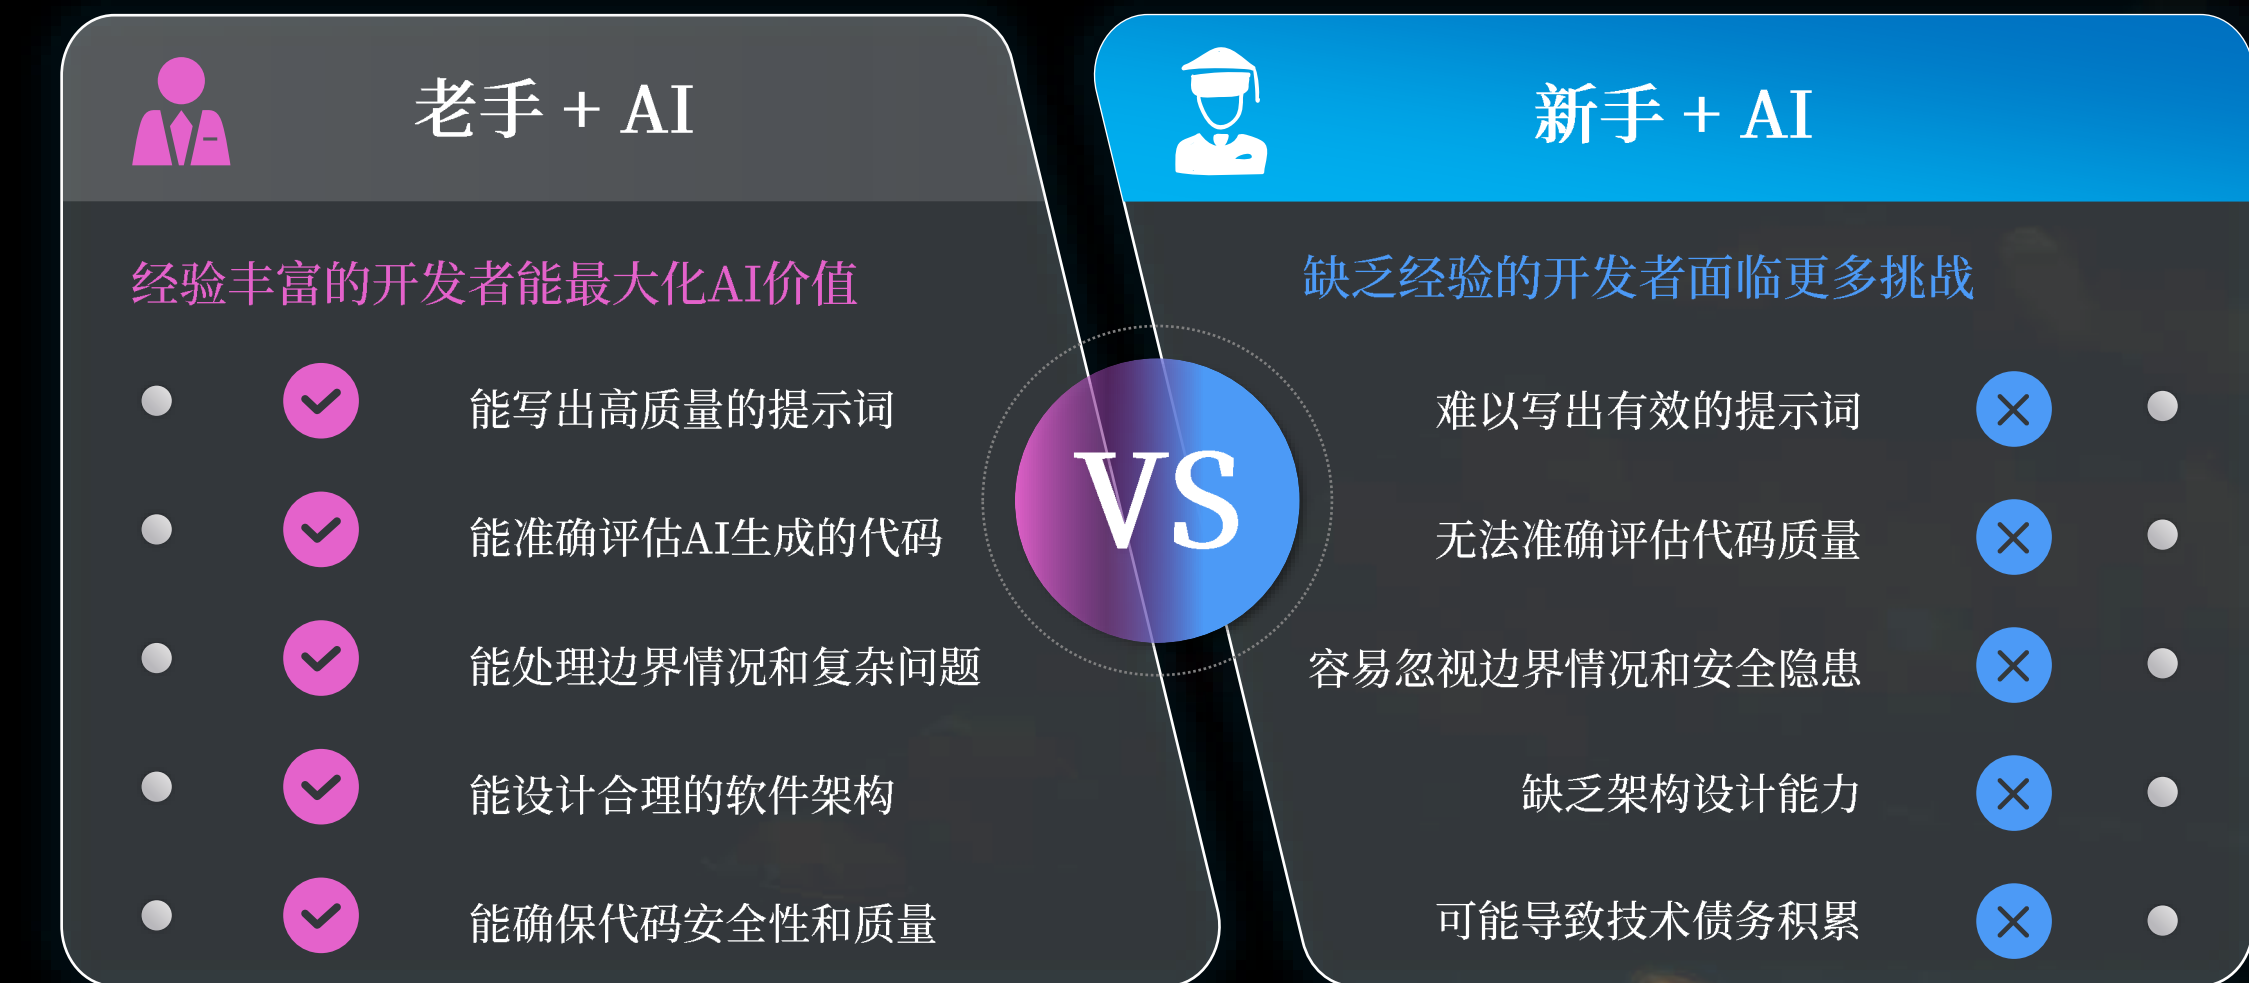 老手 + AI
经验丰富的开发者能最大化AI价值
能写出高质量的提示词
能准确评估AI生成的代码
能处理边界情况和复杂问题
能设计合理的软件架构
能确保代码安全性和质量
VS
新手 + AI
缺乏经验的开发者面临更多挑战
难以写出有效的提示词
无法准确评估代码质量
容易忽视边界情况和安全隐患
缺乏架构设计能力
可能导致技术债务积累